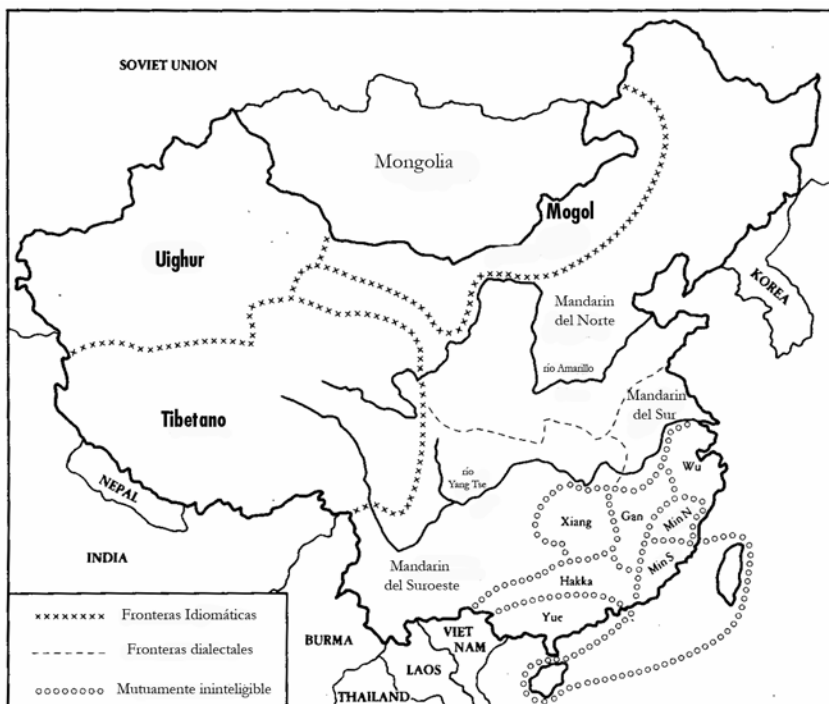 SOVIET UNION
Mongolia
Mogol
Uighur
KOREA
Mandarin
del Norte
río Amarillo
Tibetano
Mandarin
del Sur
NEPAL
río
Yang Tse
Wu
Xiang
Gan
Min N
INDIA
Mandarin
del Suroeste
Hakka
Min S
Yue
BURMA
VIET
NAM
LAOS
THAILAND
Fronteras Idiomáticas
Fronteras dialectales
Mutuamente ininteligible